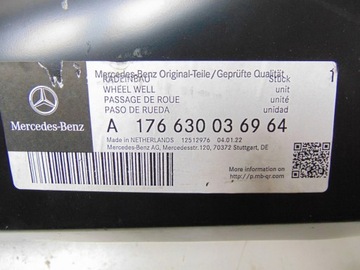 Mercedes-Benz Original-Teile/Geprüfte Qualität
RADEINBAU Stück 1
WHEEL WELL unit
PASSAGE DE ROUE unité
PASO DE RUEDA unidad
Mercedes-Benz
A 176 630 03 69 64
Made in NETHERLANDS 12512976 04.01.22
Mercedes-Benz AG, Mercedesstr.120, 70372 Stuttgart, DE
More information on
http://p.mb-qr.com